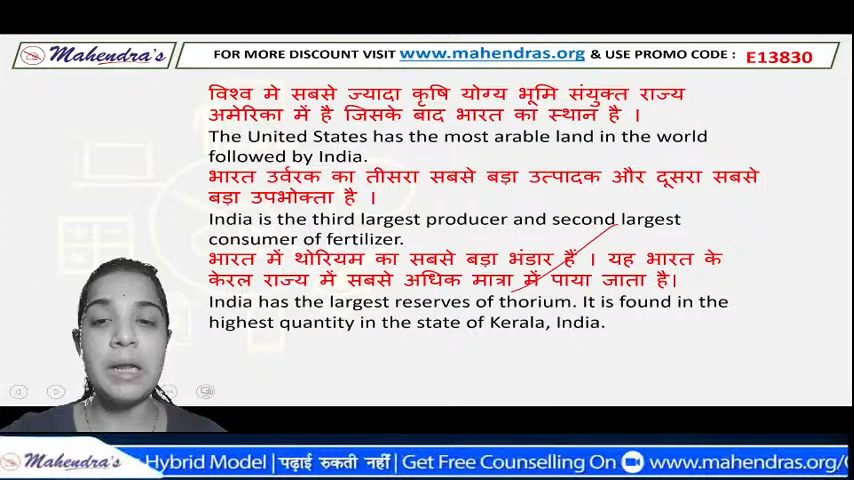 Mahendra's
FOR MORE DISCOUNT VISIT www.mahendras.org & USE PROMO CODE : E13830
विश्व मे सबसे ज्यादा कृषि योग्य भूमि संयुक्त राज्य
अमेरिका में है जिसके बाद भारत का स्थान है ।
The United States has the most arable land in the world
followed by India.
भारत उर्वरक का तीसरा सबसे बड़ा उत्पादक और दूसरा सबसे
बड़ा उपभोक्ता है ।
India is the third largest producer and second largest
consumer of fertilizer.
भारत में थोरियम का सबसे बड़ा भंडार हैं । यह भारत के
केरल राज्य में सबसे अधिक मात्रा में पाया जाता है।
India has the largest reserves of thorium. It is found in the
highest quantity in the state of Kerala, India.
Mahendra's Hybrid Model | पढ़ाई रुकती नहीं | Get Free Counselling On www.mahendras.org/